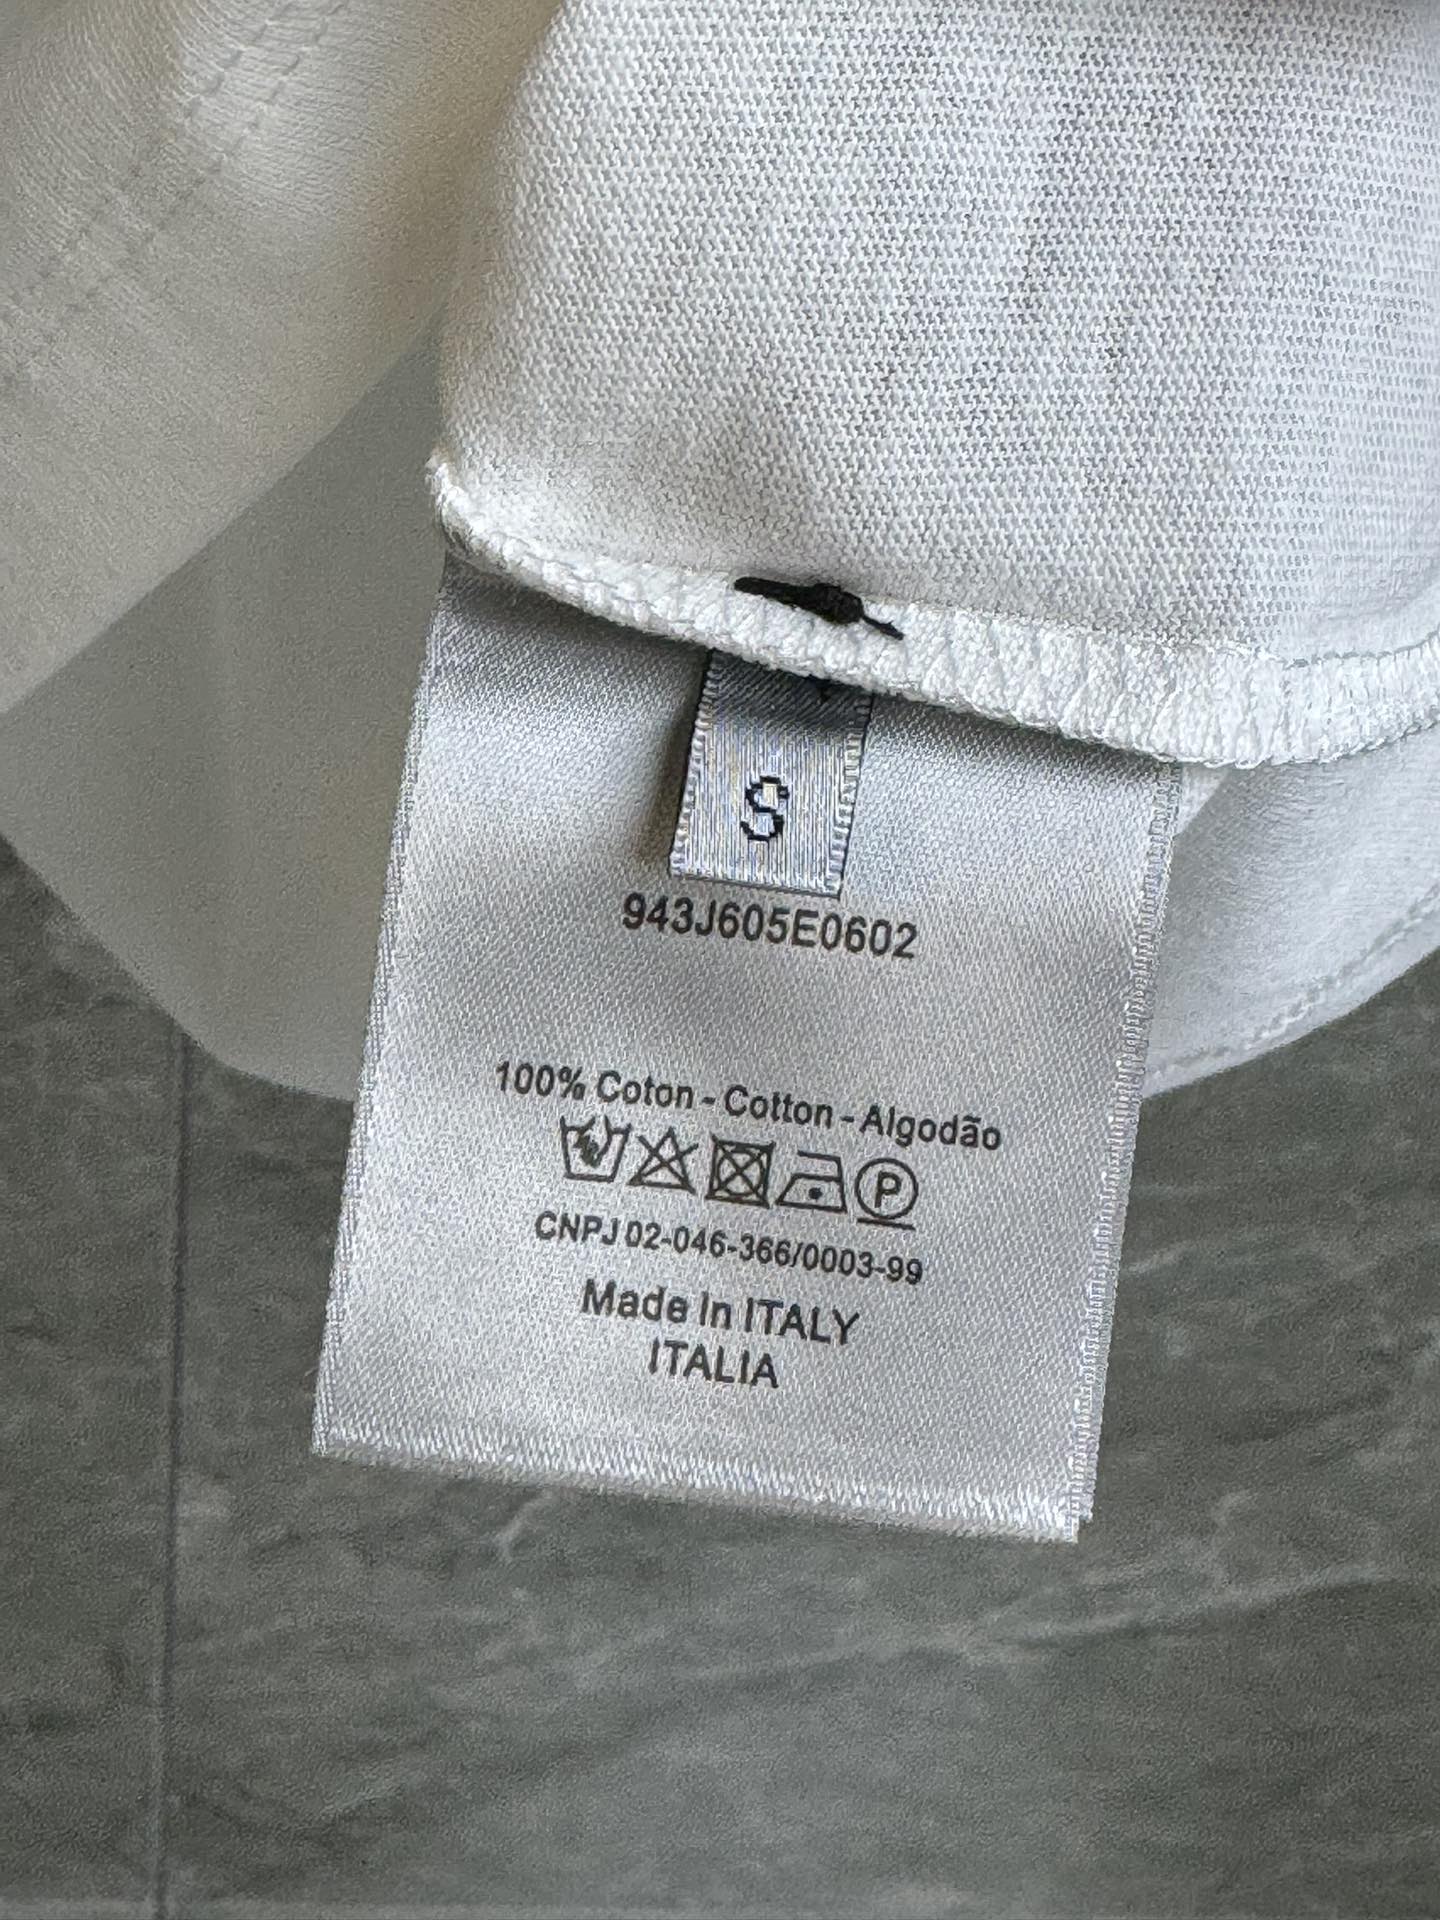 S
943J605E0602
100% Coton - Cotton - Algodão
P
CNPJ 02-046-366/0003-99
Made in ITALY
ITALIA